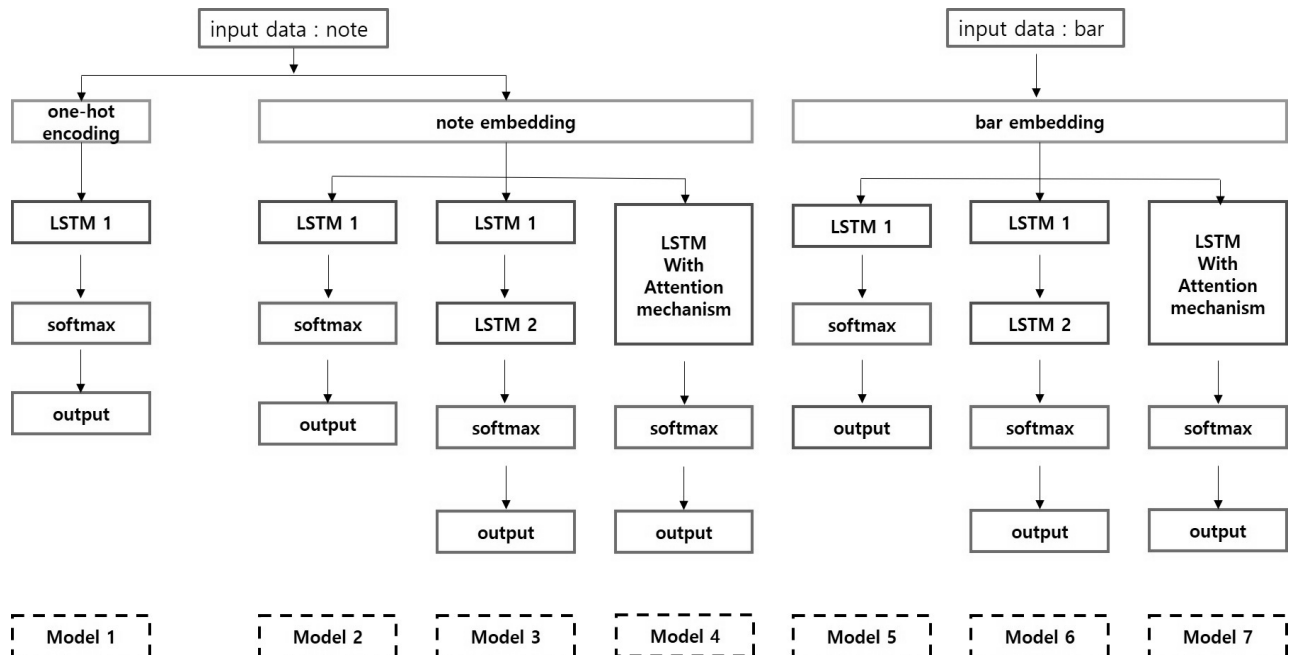 input data : note
input data : bar
one-hot
encoding
note embedding
bar embedding
LSTM 1
LSTM 1
LSTM 1
LSTM
With
Attention
mechanism
LSTM 1
LSTM 1
LSTM
With
Attention
mechanism
softmax
softmax
LSTM 2
softmax
LSTM 2
output
output
softmax
softmax
output
softmax
softmax
output
output
output
output
Model 1
Model 2
Model 3
Model 4
Model 5
Model 6
Model 7